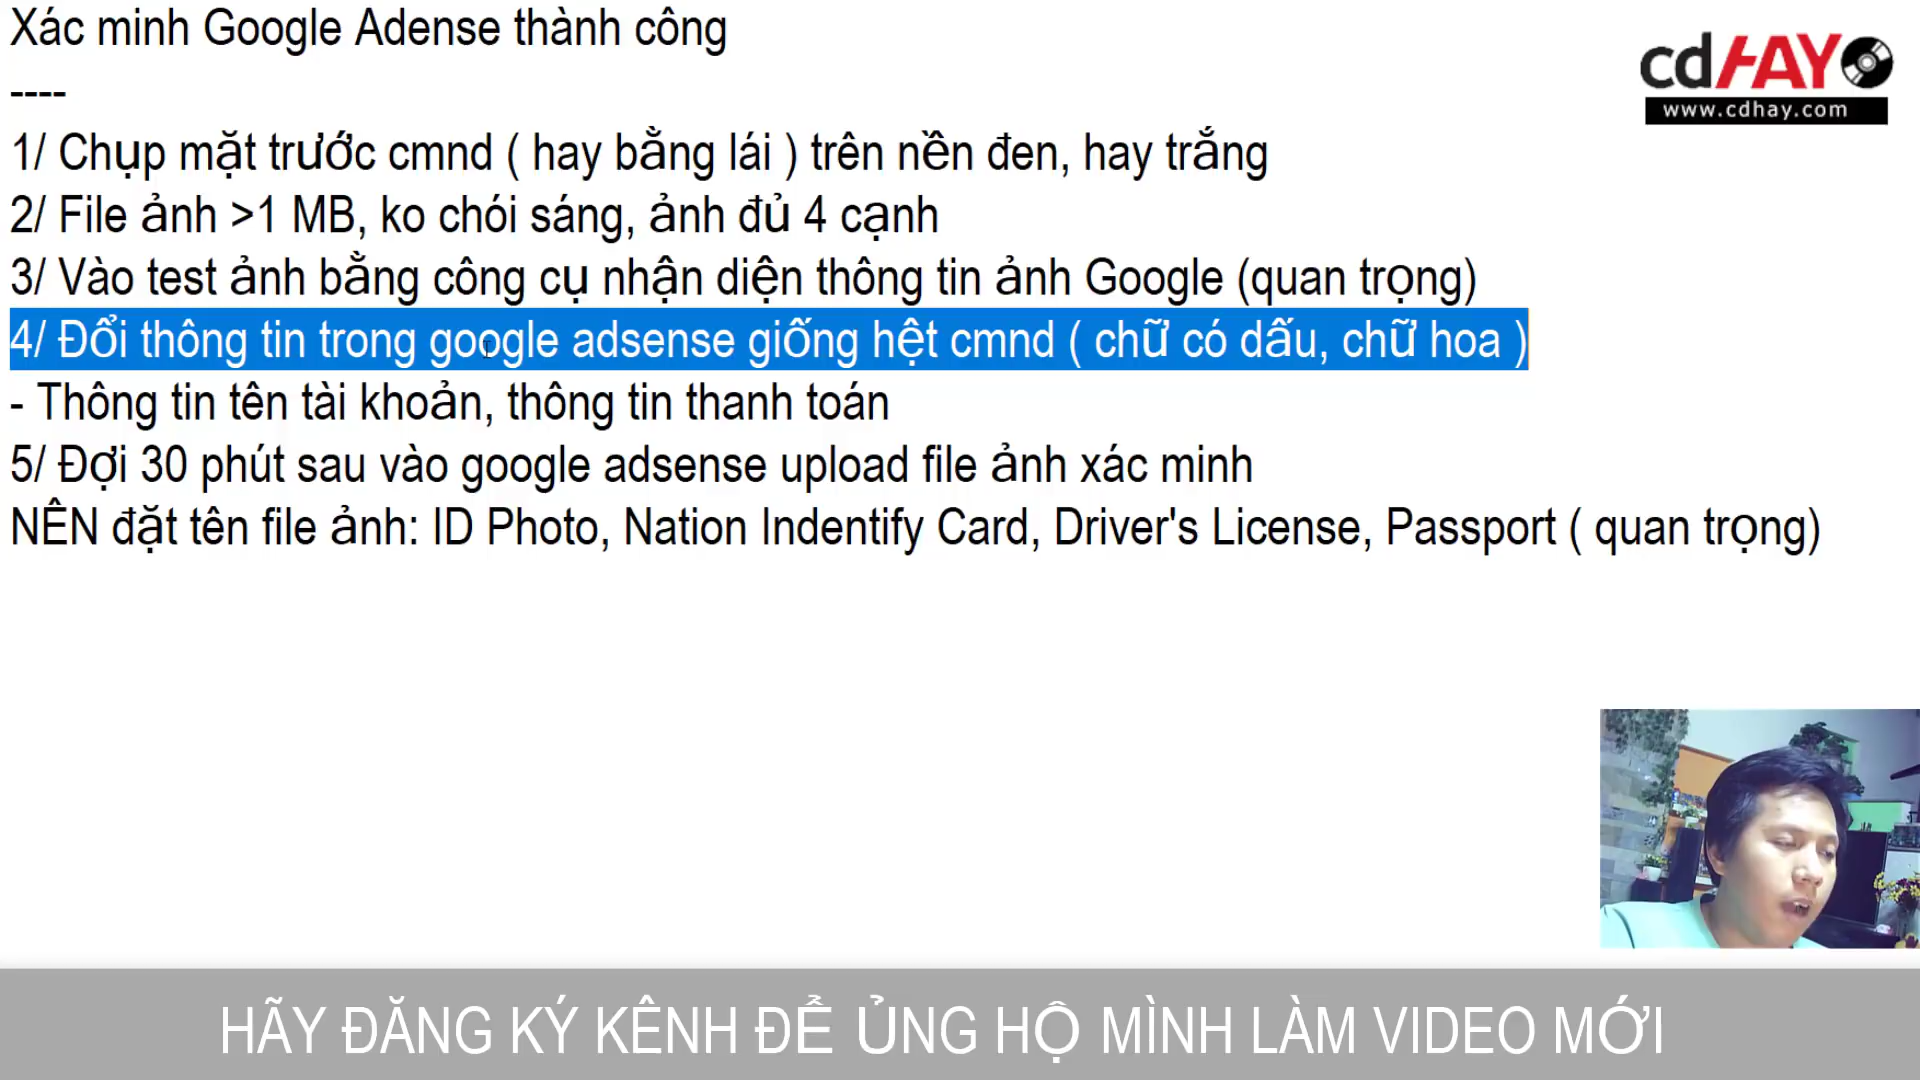 Xác minh Google Adense thành công
----
1/ Chụp mặt trước cmnd ( hay bằng lái ) trên nền đen, hay trắng
2/ File ảnh >1 MB, ko chói sáng, ảnh đủ 4 cạnh
3/ Vào test ảnh bằng công cụ nhận diện thông tin ảnh Google (quan trọng)
4/ Đổi thông tin trong google adsense giống hệt cmnd ( chữ có dấu, chữ hoa )
- Thông tin tên tài khoản, thông tin thanh toán
5/ Đợi 30 phút sau vào google adsense upload file ảnh xác minh
NÊN đặt tên file ảnh: ID Photo, Nation Indentify Card, Driver's License, Passport ( quan trọng)
cdHAY
www.cdhay.com
HÃY ĐĂNG KÝ KÊNH ĐỂ ỦNG HỘ MÌNH LÀM VIDEO MỚI